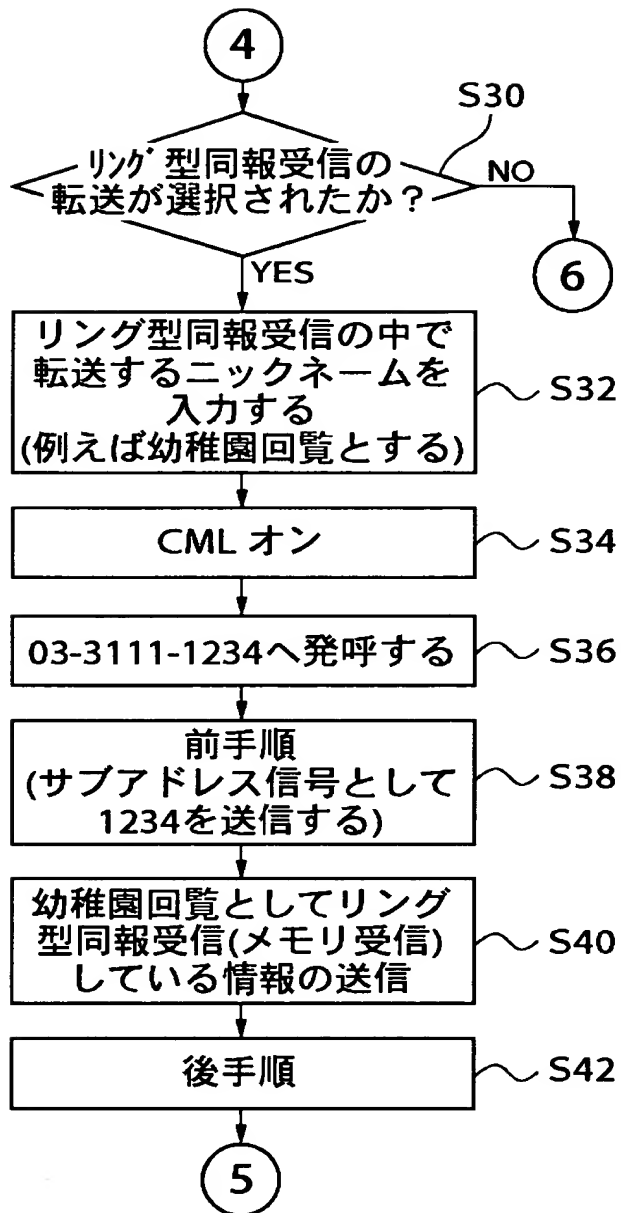 4
S30
リング型同報受信の
転送が選択されたか？
NO
6
YES
リング型同報受信の中で
転送するニックネームを
入力する
(例えば幼稚園回覧とする)
S32
CML オン
S34
03-3111-1234へ発呼する
S36
前手順
(サブアドレス信号として
1234を送信する)
S38
幼稚園回覧としてリング
型同報受信(メモリ受信)
している情報の送信
S40
後手順
S42
5